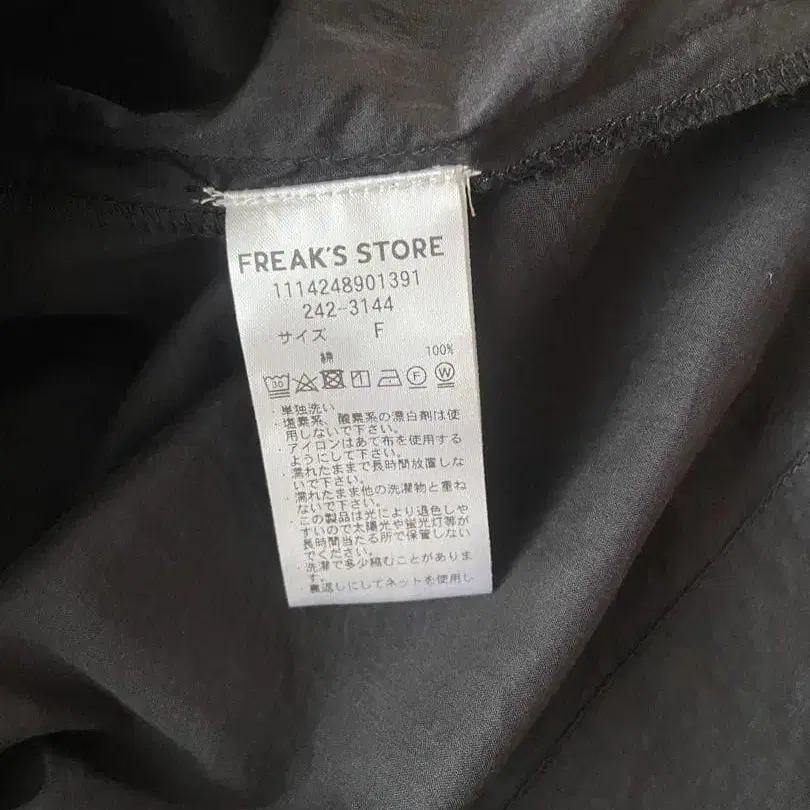 FREAK'S STORE
1114248901391
242-3144
サイズ F
綿 100%
30 F W
・単独洗い
・塩素系、酸素系の漂白剤は使
用しないで下さい。
・アイロンはあて布を使用する
ようにして下さい。
・濡れたままで長時間放置しな
いで下さい。
・濡れたまま他の洗濯物と重ね
ないで下さい。
・この製品は光により退色しや
すいので太陽光や蛍光灯等が
長時間当たる所で保管しない
でください。
・洗濯で多少縮むことがありま
す。
・裏返しにしてネットを使用し